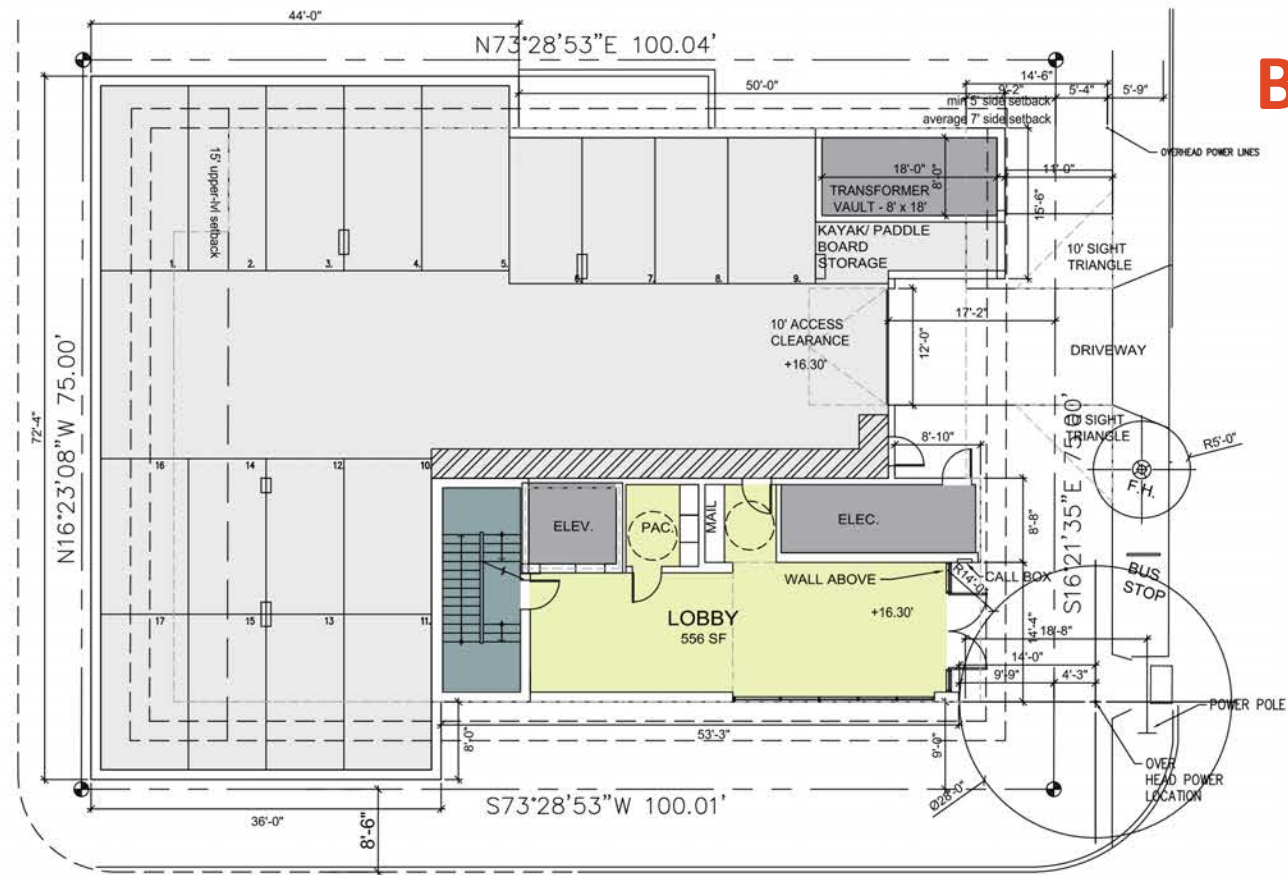 44'-0"
N73°28'53"E 100.04'
B
14'-6"
50'-0"
9'-2"
5'-4"
5'-9"
min 5' side setback
average 7' side setback
OVERHEAD POWER LINES
15' upper-lvl setback
18'-0"
8'-0"
11'-0"
TRANSFORMER
VAULT - 8' x 18'
15'-6"
KAYAK/ PADDLE
BOARD
STORAGE
10' SIGHT
TRIANGLE
1.
2.
3.
4.
5.
6.
7.
8.
9.
17'-2"
10' ACCESS
CLEARANCE
+16.30'
12'-0"
DRIVEWAY
N16°23'08"W 75.00'
72'-4"
S16°21'35"E 75.00'
10' SIGHT
TRIANGLE
8'-10"
R5'-0"
16
14
12.
10.
F.H.
ELEV.
PAC.
MAIL
ELEC.
8'-8"
WALL ABOVE
R14'-0"
CALL BOX
BUS
STOP
17
15
13
11.
LOBBY
556 SF
+16.30'
14'-4"
18'-8"
14'-0"
9'-9"
4'-3"
POWER POLE
8'-0"
53'-3"
9'-0"
OVER
HEAD POWER
LOCATION
S73°28'53"W 100.01'
Ø28'-0"
36'-0"
8'-6"